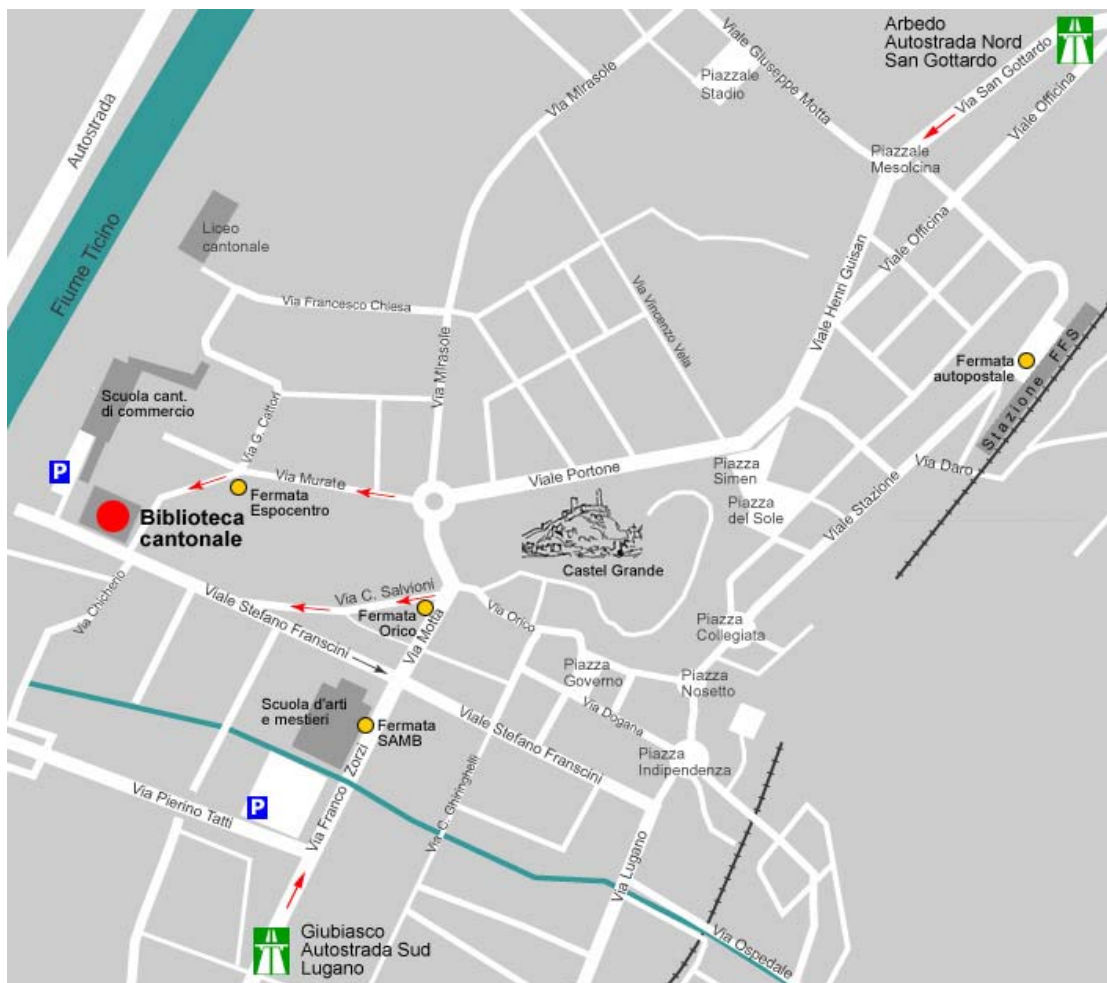 Arbedo
Autostrada Nord
San Gottardo
Viale Giuseppe Motta
Via San Gottardo
Viale Officina
Piazzale
Stadio
Via Mirasole
Autostrada
Piazzale
Mesolcina
Fiume Ticino
Liceo
cantonale
Viale Officina
Via Francesco Chiesa
Via Vincenzo Vela
Viale Henri Guisan
Via Mirasole
Fermata
autopostale
Stazione FFS
Scuola cant.
di commercio
Via G. Cattori
P
Via Murate
Viale Portone
Piazza
Simen
Via Daro
Fermata
Espocentro
Piazza
del Sole
Viale Stazione
Biblioteca
cantonale
Castel Grande
Via C. Salvioni
Via Chicherio
Fermata
Orico
Via Orico
Viale Stefano Franscini
Via Motta
Piazza
Collegiata
Piazza
Governo
Piazza
Nosetto
Scuola d'arti
e mestieri
Fermata
SAMB
Viale Stefano Franscini
Via Dogana
Piazza
Indipendenza
Via Pierino Tatti
P
Via Franco Zorzi
Via C. Ghiringhelli
Via Lugano
Via Ospedale
Giubiasco
Autostrada Sud
Lugano